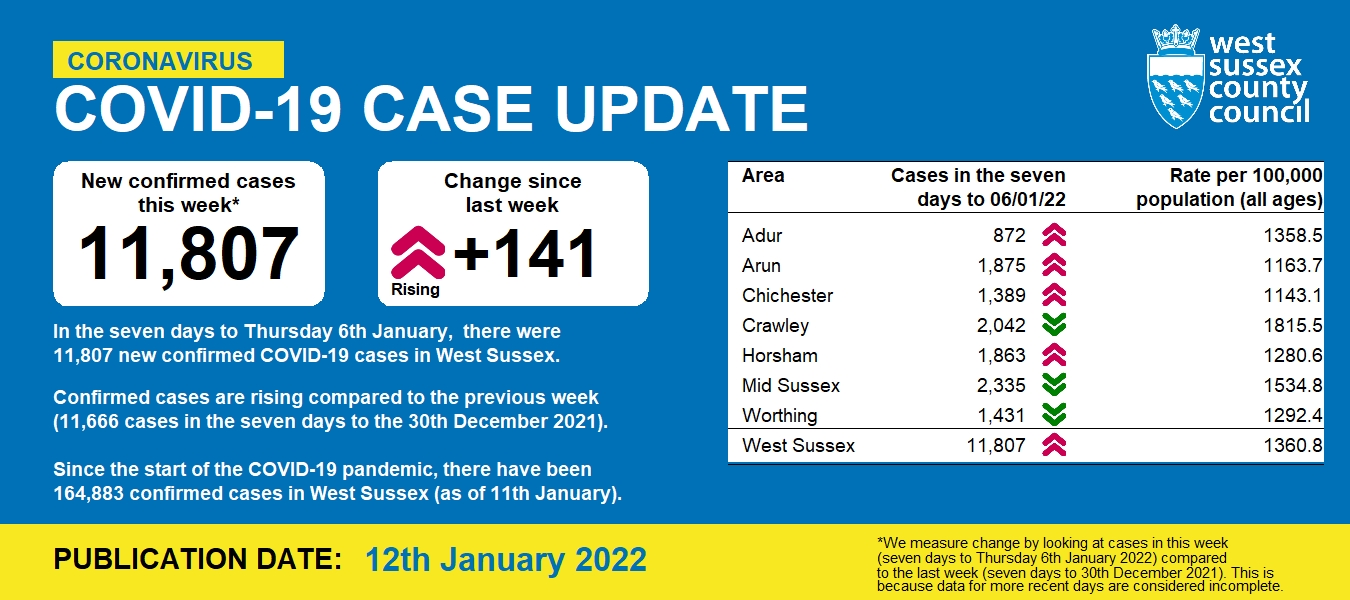 CORONAVIRUS
COVID-19 CASE UPDATE
west
sussex
county
council
New confirmed cases
this week*
11,807
Change since
last week
+141
Rising
In the seven days to Thursday 6th January,  there were
11,807 new confirmed COVID-19 cases in West Sussex.
Confirmed cases are rising compared to the previous week
(11,666 cases in the seven days to the 30th December 2021).
Since the start of the COVID-19 pandemic, there have been
164,883 confirmed cases in West Sussex (as of 11th January).
Area Cases in the seven Rate per 100,000
days to 06/01/22 population (all ages)
Adur 872 1358.5
Arun 1,875 1163.7
Chichester 1,389 1143.1
Crawley 2,042 1815.5
Horsham 1,863 1280.6
Mid Sussex 2,335 1534.8
Worthing 1,431 1292.4
West Sussex 11,807 1360.8
PUBLICATION DATE: 12th January 2022
*We measure change by looking at cases in this week
(seven days to Thursday 6th January 2022) compared
to the last week (seven days to 30th December 2021). This is
because data for more recent days are considered incomplete.